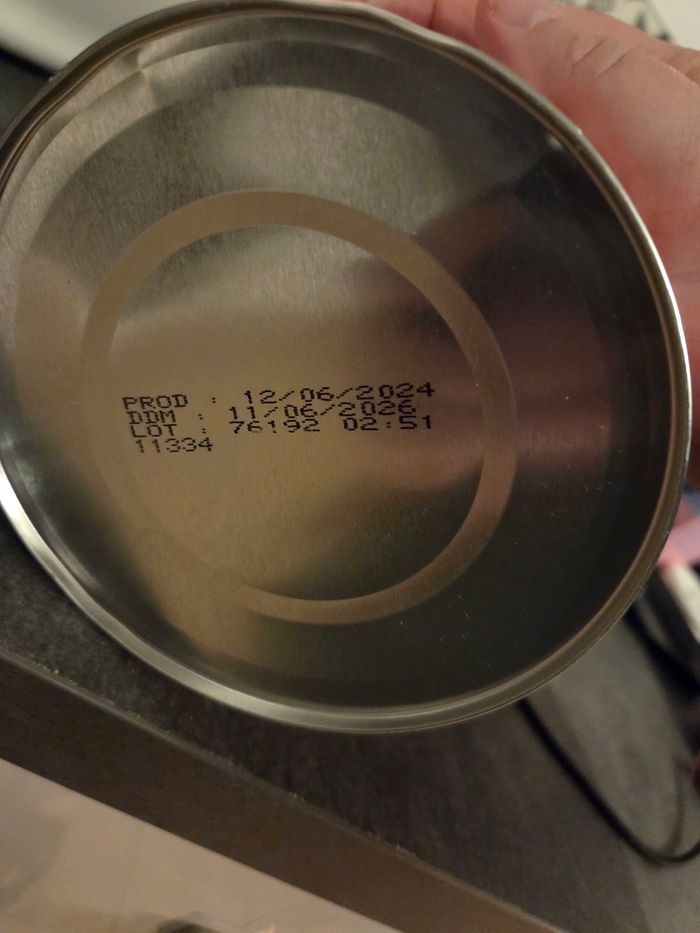 PROD : 12/06/2024
DDM : 11/06/2026
LOT : 76192 02:51
11334